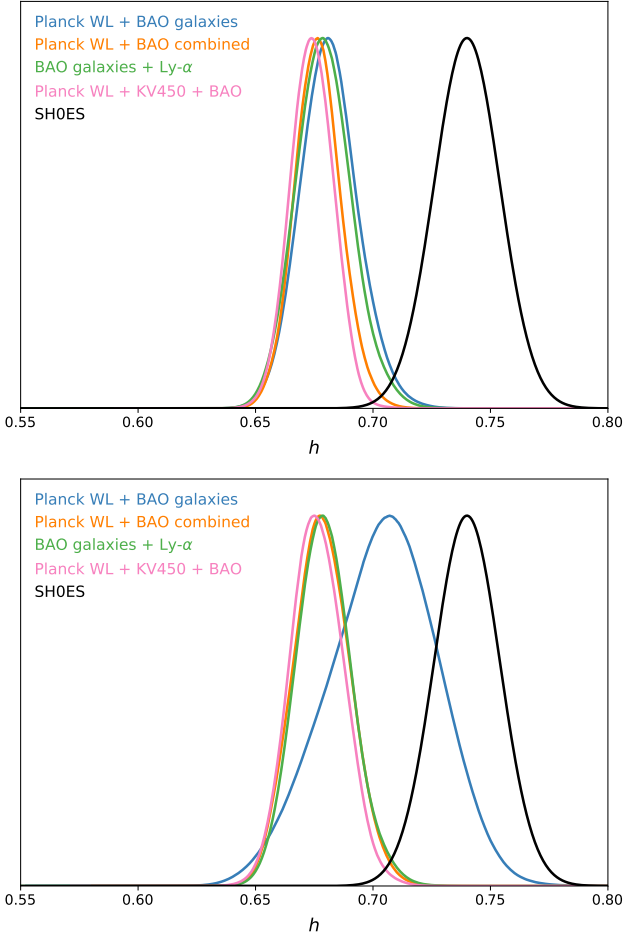 Planck WL + BAO galaxies
Planck WL + BAO combined
BAO galaxies + Ly-α
Planck WL + KV450 + BAO
SH0ES
0.55 0.60 0.65 0.70 0.75 0.80
h
Planck WL + BAO galaxies
Planck WL + BAO combined
BAO galaxies + Ly-α
Planck WL + KV450 + BAO
SH0ES
0.55 0.60 0.65 0.70 0.75 0.80
h